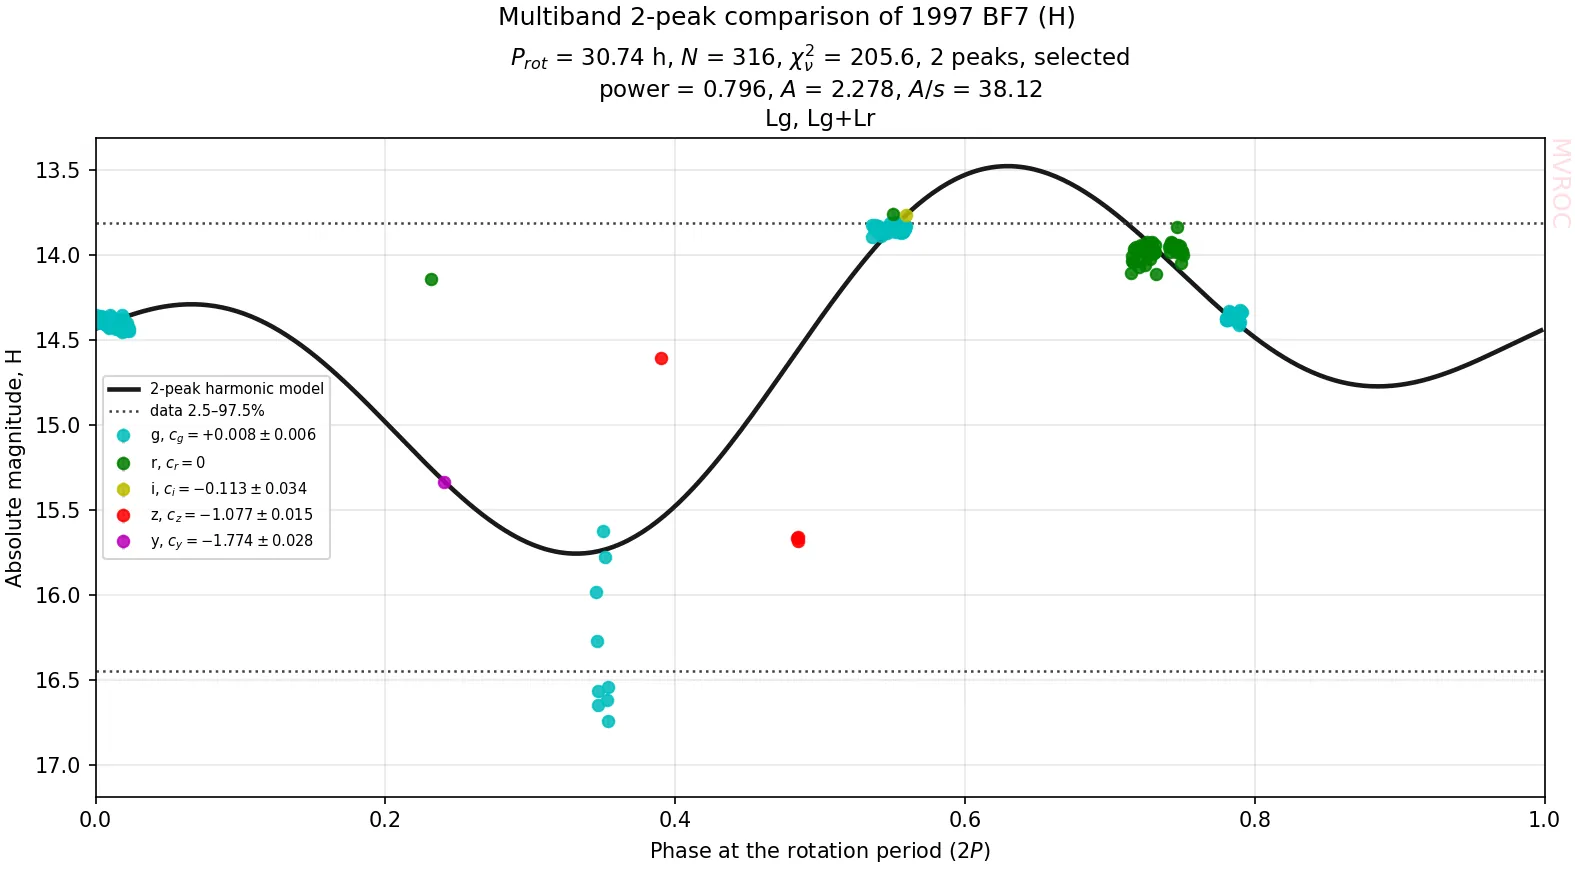 Multiband 2-peak comparison of 1997 BF7 (H)
P_rot = 30.74 h, N = 316, χ²_ν = 205.6, 2 peaks, selected
power = 0.796, A = 2.278, A/s = 38.12
Lg, Lg+Lr
MVROC
Absolute magnitude, H
13.5
14.0
14.5
15.0
15.5
16.0
16.5
17.0
2-peak harmonic model
data 2.5–97.5%
g, c_g = +0.008 ± 0.006
r, c_r = 0
i, c_i = −0.113 ± 0.034
z, c_z = −1.077 ± 0.015
y, c_y = −1.774 ± 0.028
0.0 0.2 0.4 0.6 0.8 1.0
Phase at the rotation period (2P)